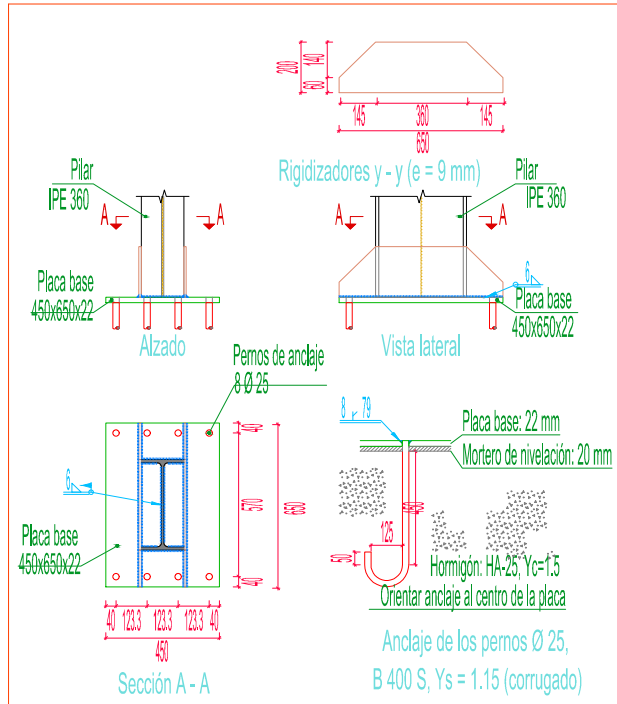 200
140
60
145
360
145
650
Rigidizadores y - y (e = 9 mm)
Pilar
IPE 360
A
A
Placa base
450x650x22
Alzado
Pilar
IPE 360
A
A
6
Placa base
450x650x22
Vista lateral
Pernos de anclaje
8 Ø 25
40
570
40
650
6
Placa base
450x650x22
40
123.3
123.3
123.3
40
450
Sección A - A
8
79
Placa base: 22 mm
Mortero de nivelación: 20 mm
450
125
50
Hormigón: HA-25, Yc=1.5
Orientar anclaje al centro de la placa
Anclaje de los pernos Ø 25,
B 400 S, Ys = 1.15 (corrugado)